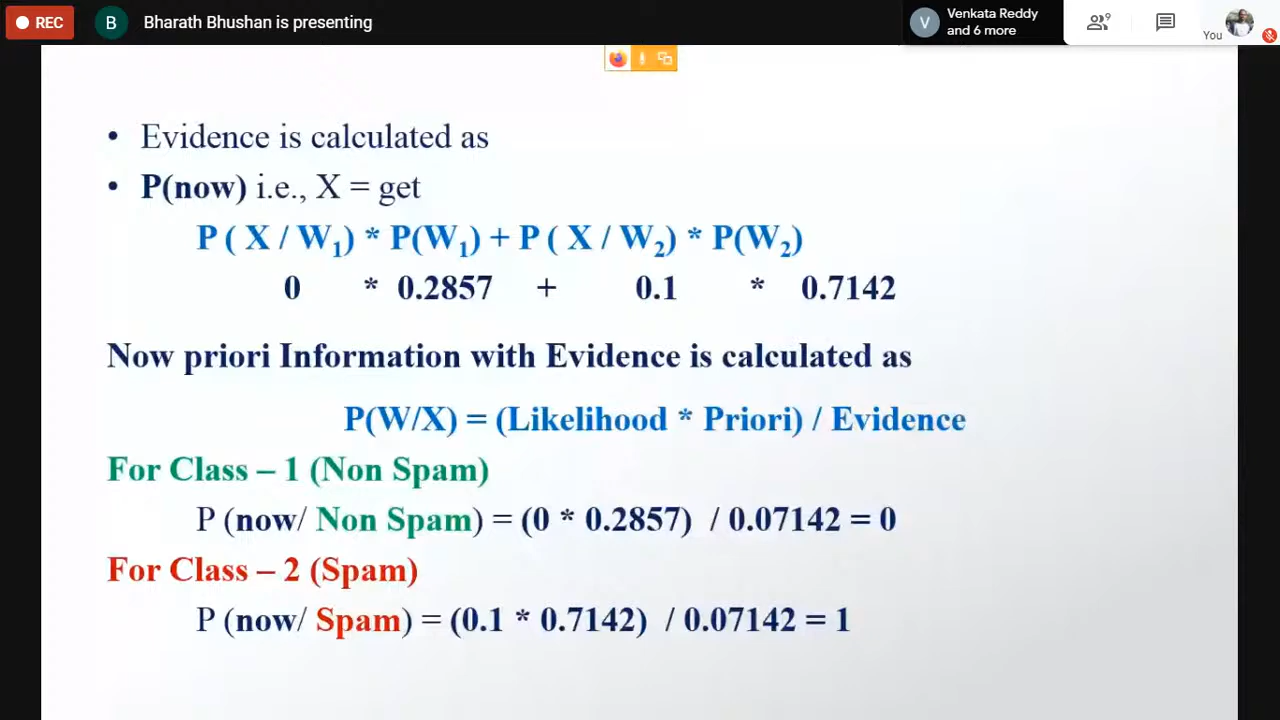 REC
B
Bharath Bhushan is presenting
V
Venkata Reddy
and 6 more
9
You
• Evidence is calculated as
• P(now) i.e., X = get
P ( X / W₁) * P(W₁) + P ( X / W₂) * P(W₂)
0 * 0.2857 + 0.1 * 0.7142
Now priori Information with Evidence is calculated as
P(W/X) = (Likelihood * Priori) / Evidence
For Class – 1 (Non Spam)
P (now/ Non Spam) = (0 * 0.2857) / 0.07142 = 0
For Class – 2 (Spam)
P (now/ Spam) = (0.1 * 0.7142) / 0.07142 = 1